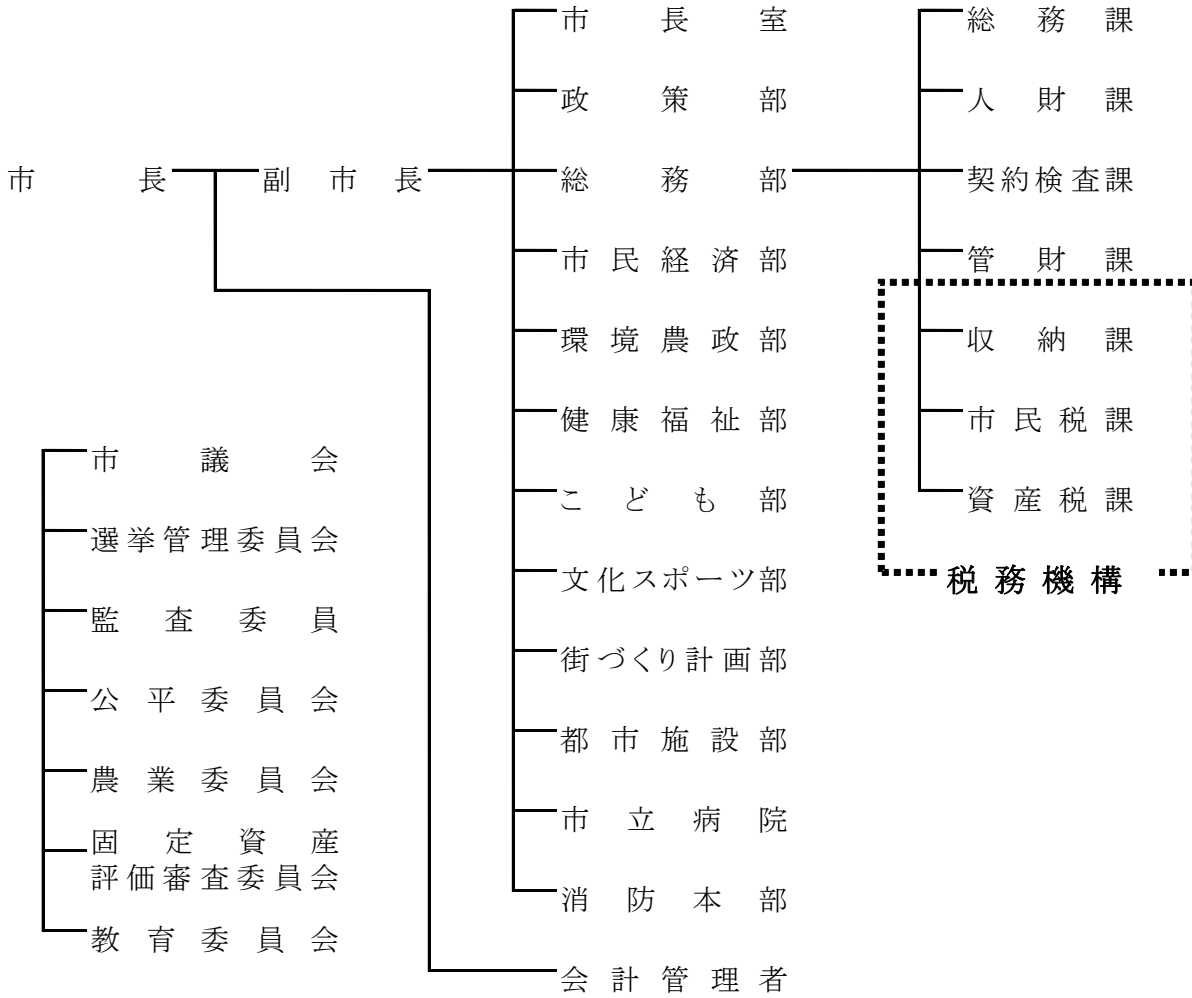 市長
副市長
市長室
政策部
総務部
市民経済部
環境農政部
健康福祉部
こども部
文化スポーツ部
街づくり計画部
都市施設部
市立病院
消防本部
会計管理者
総務課
人財課
契約検査課
管財課
収納課
市民税課
資産税課
税務機構
市議会
選挙管理委員会
監査委員
公平委員会
農業委員会
固定資産
評価審査委員会
教育委員会